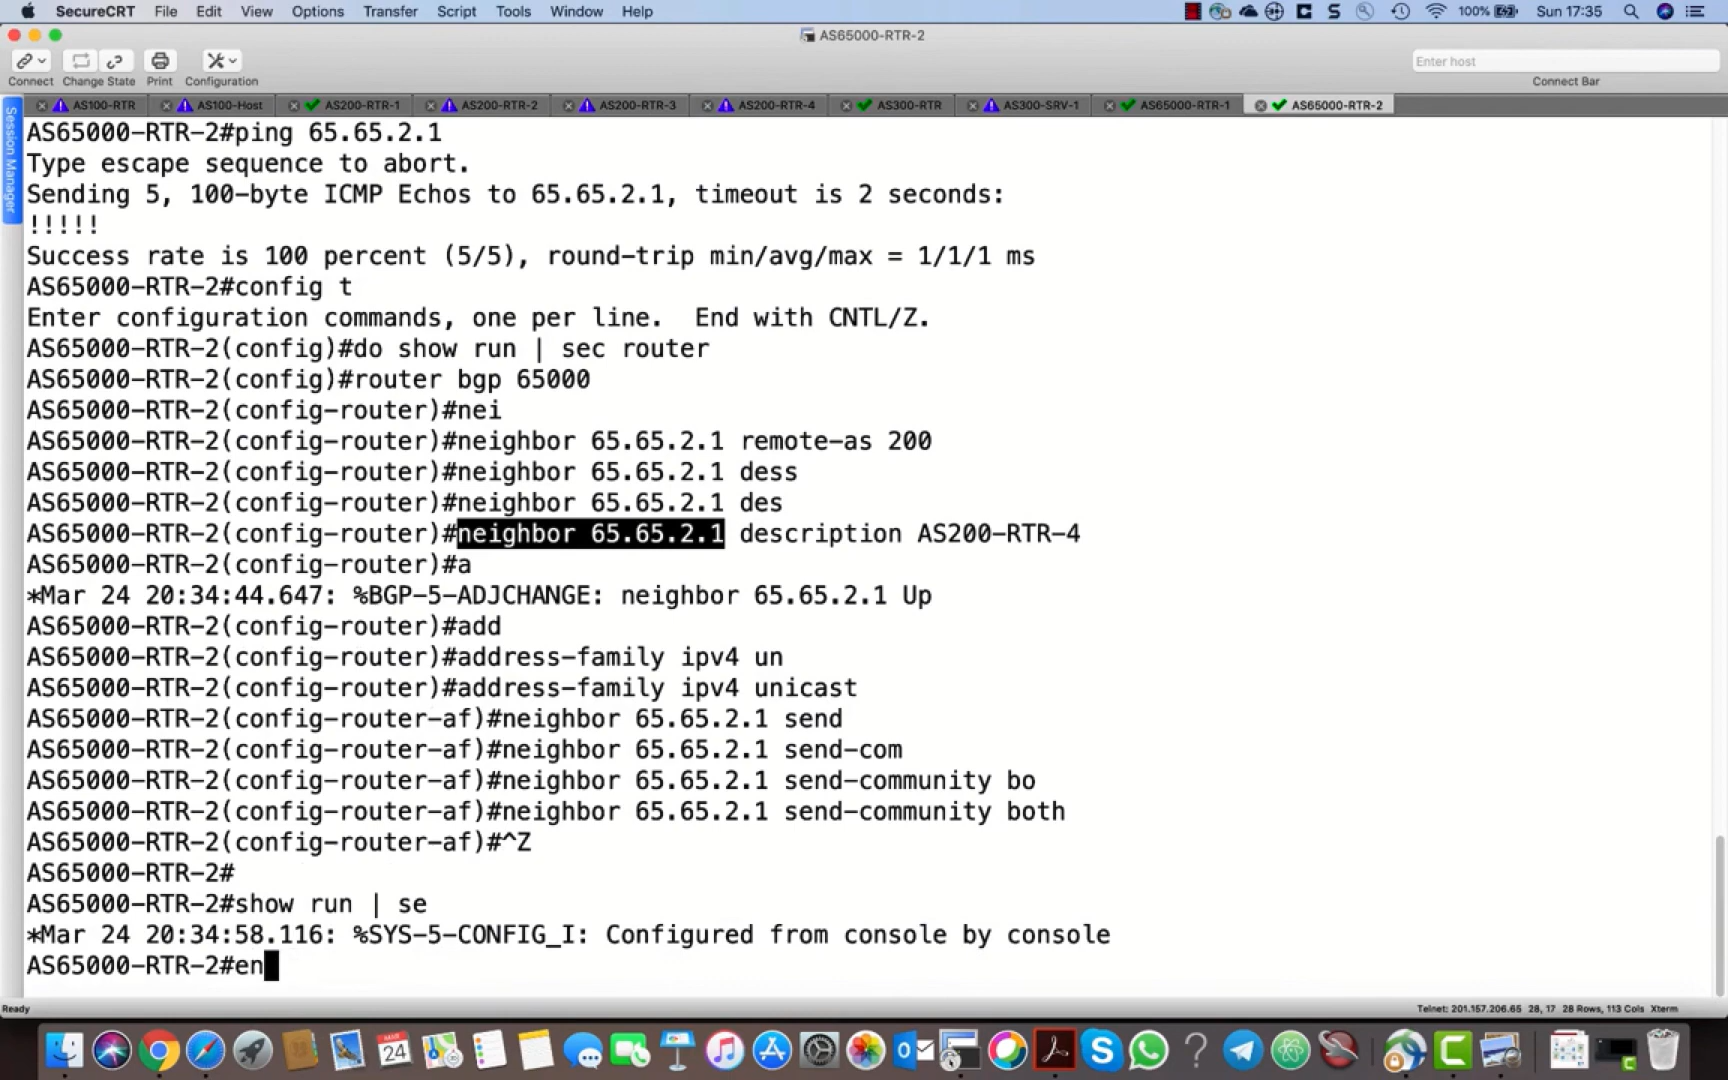 SecureCRT File Edit View Options Transfer Script Tools Window Help 100% Sun 17:35
AS65000-RTR-2
Enter host
Connect Change State Print Configuration Connect Bar
AS100-RTR AS100-Host AS200-RTR-1 AS200-RTR-2 AS200-RTR-3 AS200-RTR-4 AS300-RTR AS300-SRV-1 AS65000-RTR-1 AS65000-RTR-2
Session Manager
AS65000-RTR-2#ping 65.65.2.1
Type escape sequence to abort.
Sending 5, 100-byte ICMP Echos to 65.65.2.1, timeout is 2 seconds:
!!!!!
Success rate is 100 percent (5/5), round-trip min/avg/max = 1/1/1 ms
AS65000-RTR-2#config t
Enter configuration commands, one per line.  End with CNTL/Z.
AS65000-RTR-2(config)#do show run | sec router
AS65000-RTR-2(config)#router bgp 65000
AS65000-RTR-2(config-router)#nei
AS65000-RTR-2(config-router)#neighbor 65.65.2.1 remote-as 200
AS65000-RTR-2(config-router)#neighbor 65.65.2.1 dess
AS65000-RTR-2(config-router)#neighbor 65.65.2.1 des
AS65000-RTR-2(config-router)#neighbor 65.65.2.1 description AS200-RTR-4
AS65000-RTR-2(config-router)#a
*Mar 24 20:34:44.647: %BGP-5-ADJCHANGE: neighbor 65.65.2.1 Up
AS65000-RTR-2(config-router)#add
AS65000-RTR-2(config-router)#address-family ipv4 un
AS65000-RTR-2(config-router)#address-family ipv4 unicast
AS65000-RTR-2(config-router-af)#neighbor 65.65.2.1 send
AS65000-RTR-2(config-router-af)#neighbor 65.65.2.1 send-com
AS65000-RTR-2(config-router-af)#neighbor 65.65.2.1 send-community bo
AS65000-RTR-2(config-router-af)#neighbor 65.65.2.1 send-community both
AS65000-RTR-2(config-router-af)#^Z
AS65000-RTR-2#
AS65000-RTR-2#show run | se
*Mar 24 20:34:58.116: %SYS-5-CONFIG_I: Configured from console by console
AS65000-RTR-2#en
Ready Telnet: 201.157.206.65 28, 17 28 Rows, 113 Cols Xterm
24